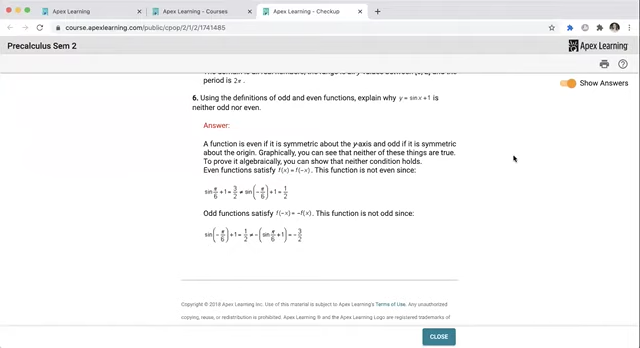 Apex Learning
Apex Learning - Courses
Apex Learning - Checkup
course.apexlearning.com/public/cpop/2/1/2/1741485
Precalculus Sem 2
Apex Learning
Show Answers
period is 2π .
6. Using the definitions of odd and even functions, explain why y = sin x +1 is
neither odd nor even.
Answer:
A function is even if it is symmetric about the y-axis and odd if it is symmetric
about the origin. Graphically, you can see that neither of these things are true.
To prove it algebraically, you can show that neither condition holds.
Even functions satisfy f(x) = f(−x). This function is not even since:
sin π/6 + 1 = 3/2 ≠ sin(−π/6) + 1 = 1/2
Odd functions satisfy f(−x) = −f(x). This function is not odd since:
sin(−π/6) + 1 = 1/2 ≠ −(sin π/6 + 1) = −3/2
Copyright © 2018 Apex Learning Inc. Use of this material is subject to Apex Learning's Terms of Use. Any unauthorized
copying, reuse, or redistribution is prohibited. Apex Learning ® and the Apex Learning Logo are registered trademarks of
CLOSE